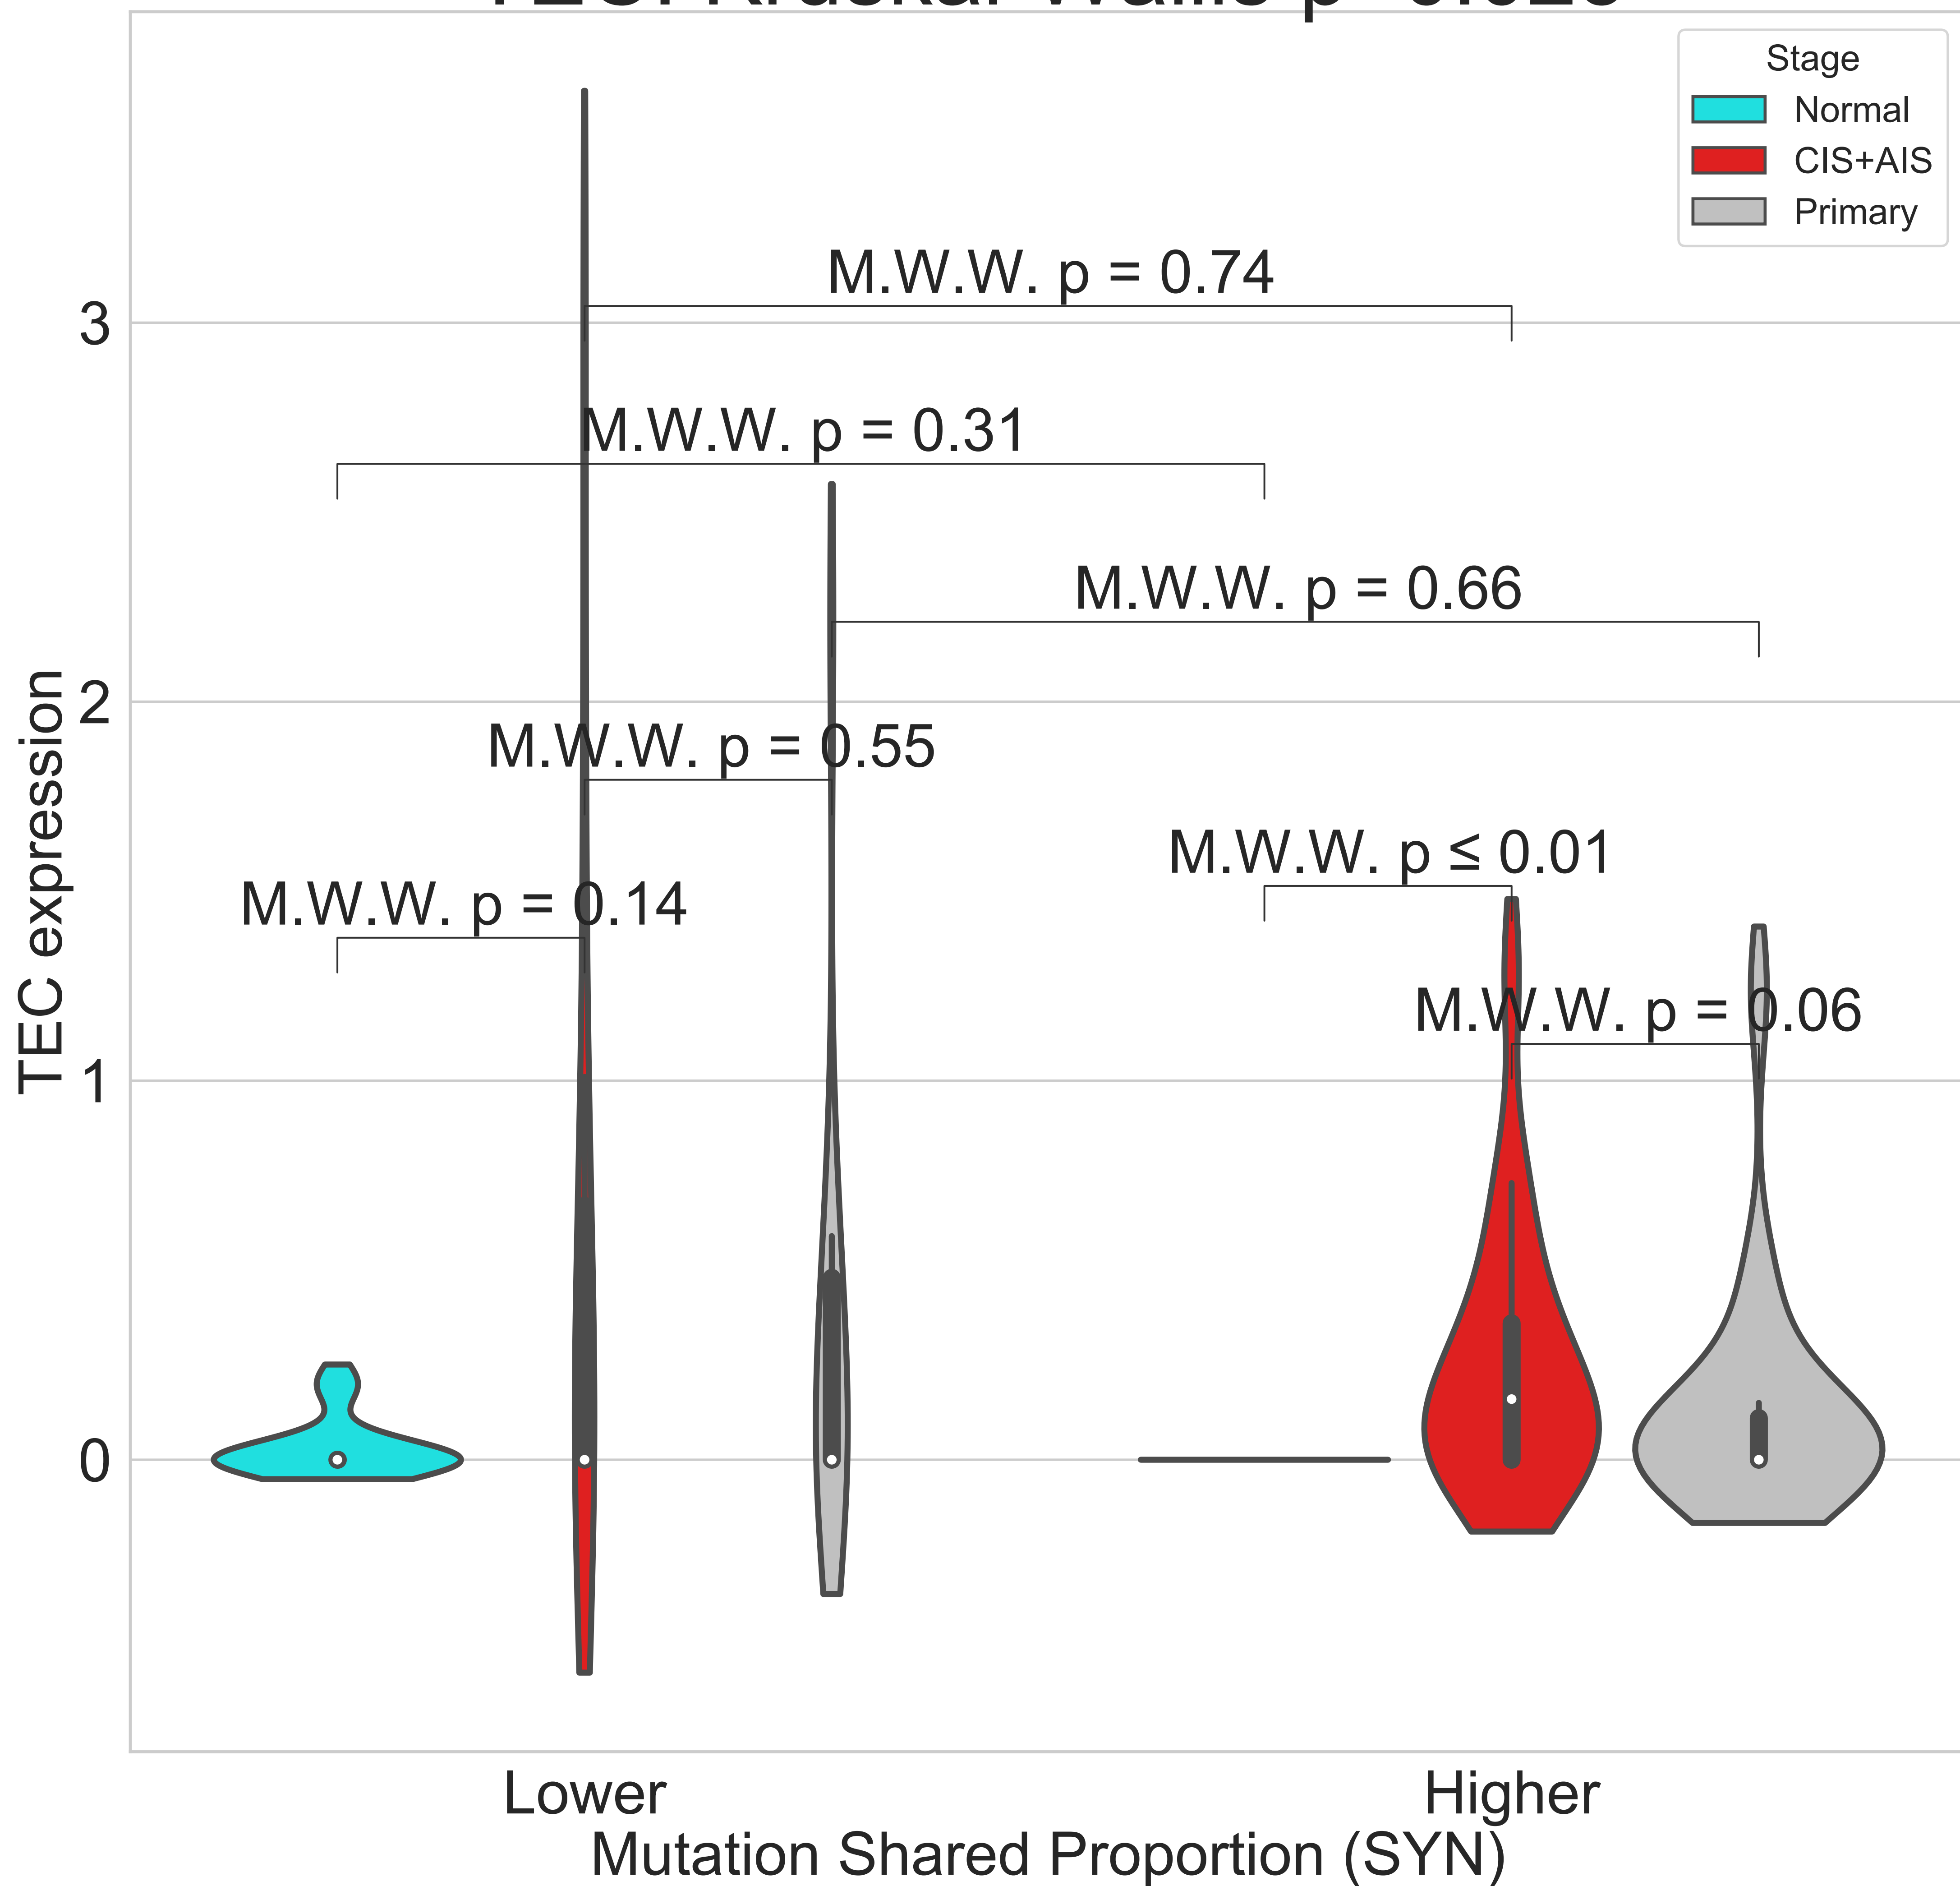 Stage
Normal
CIS+AIS
Primary
M.W.W. p = 0.74
3
M.W.W. p = 0.31
M.W.W. p = 0.66
2
M.W.W. p = 0.55
M.W.W. p ≤ 0.01
M.W.W. p = 0.14
M.W.W. p = 0.06
1
0
TEC expression
Lower
Higher
Mutation Shared Proportion (SYN)